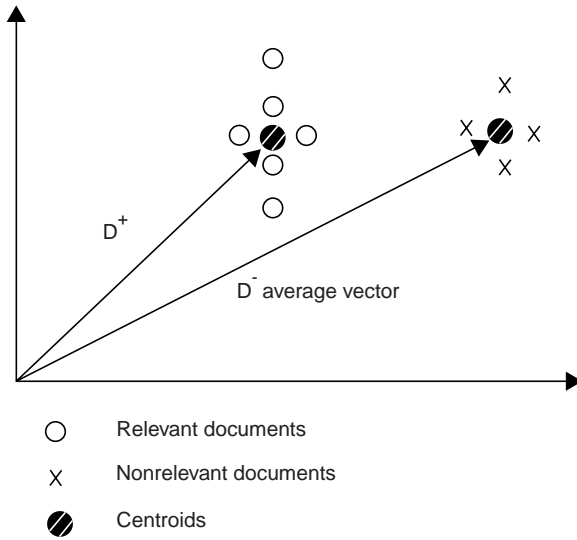 D+
D- average vector
Relevant documents
X Nonrelevant documents
Centroids